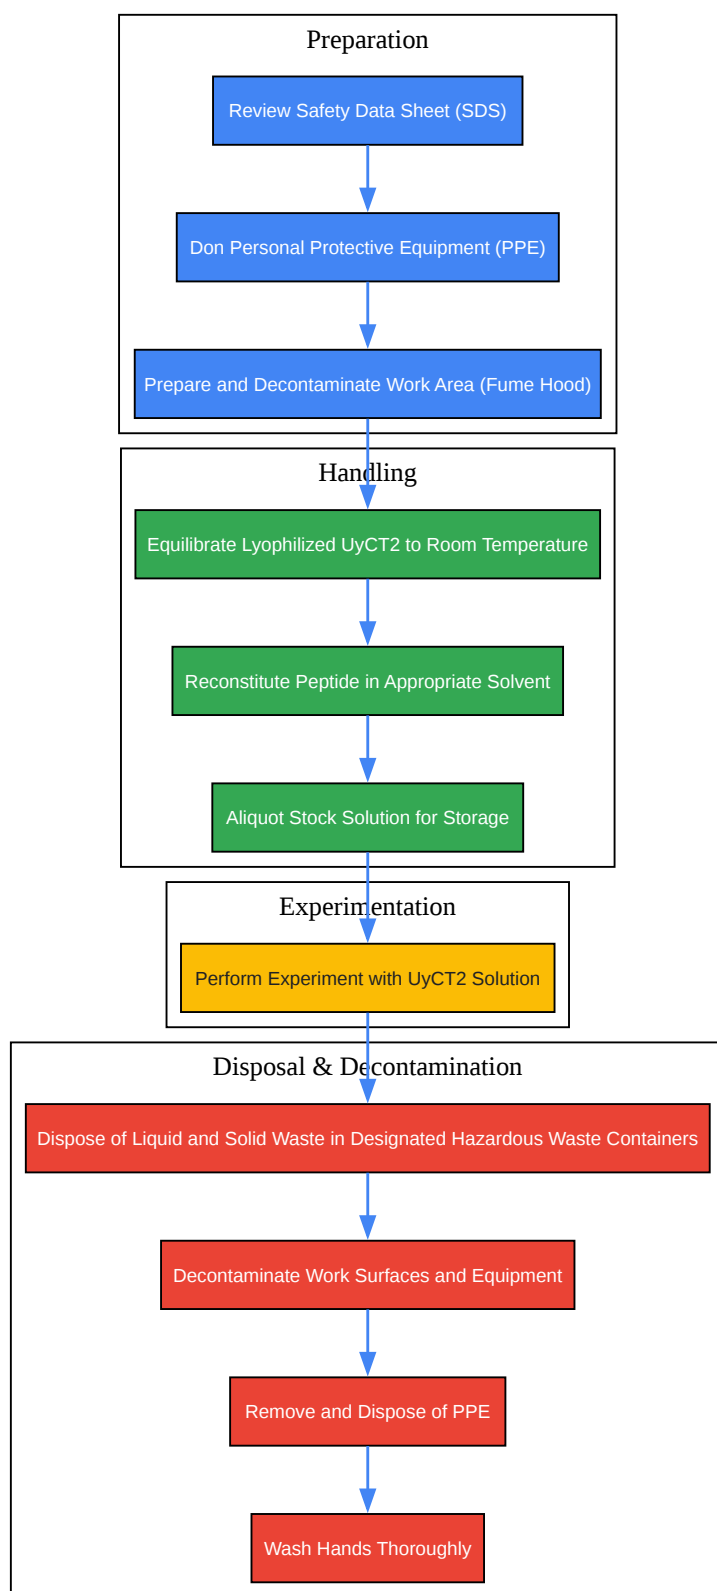 Preparation
Review Safety Data Sheet (SDS)
Don Personal Protective Equipment (PPE)
Prepare and Decontaminate Work Area (Fume Hood)
Handling
Equilibrate Lyophilized UyCT2 to Room Temperature
Reconstitute Peptide in Appropriate Solvent
Aliquot Stock Solution for Storage
Experimentation
Perform Experiment with UyCT2 Solution
Disposal & Decontamination
Dispose of Liquid and Solid Waste in Designated Hazardous Waste Containers
Decontaminate Work Surfaces and Equipment
Remove and Dispose of PPE
Wash Hands Thoroughly